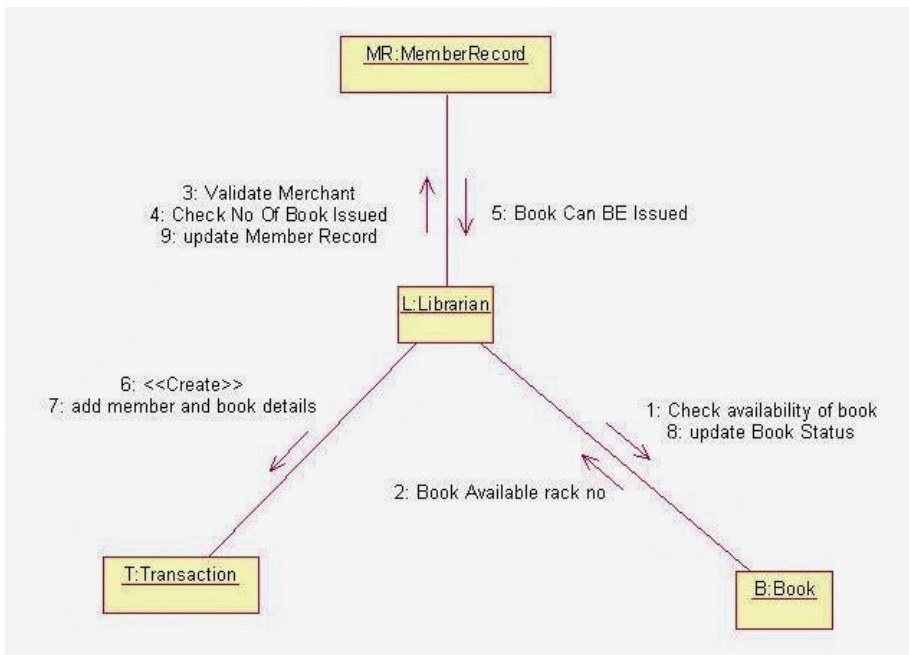 MR:MemberRecord
3: Validate Merchant
4: Check No Of Book Issued
9: update Member Record
5: Book Can BE Issued
L:Librarian
6: <<Create>>
7: add member and book details
1: Check availability of book
8: update Book Status
2: Book Available rack no
T:Transaction
B:Book